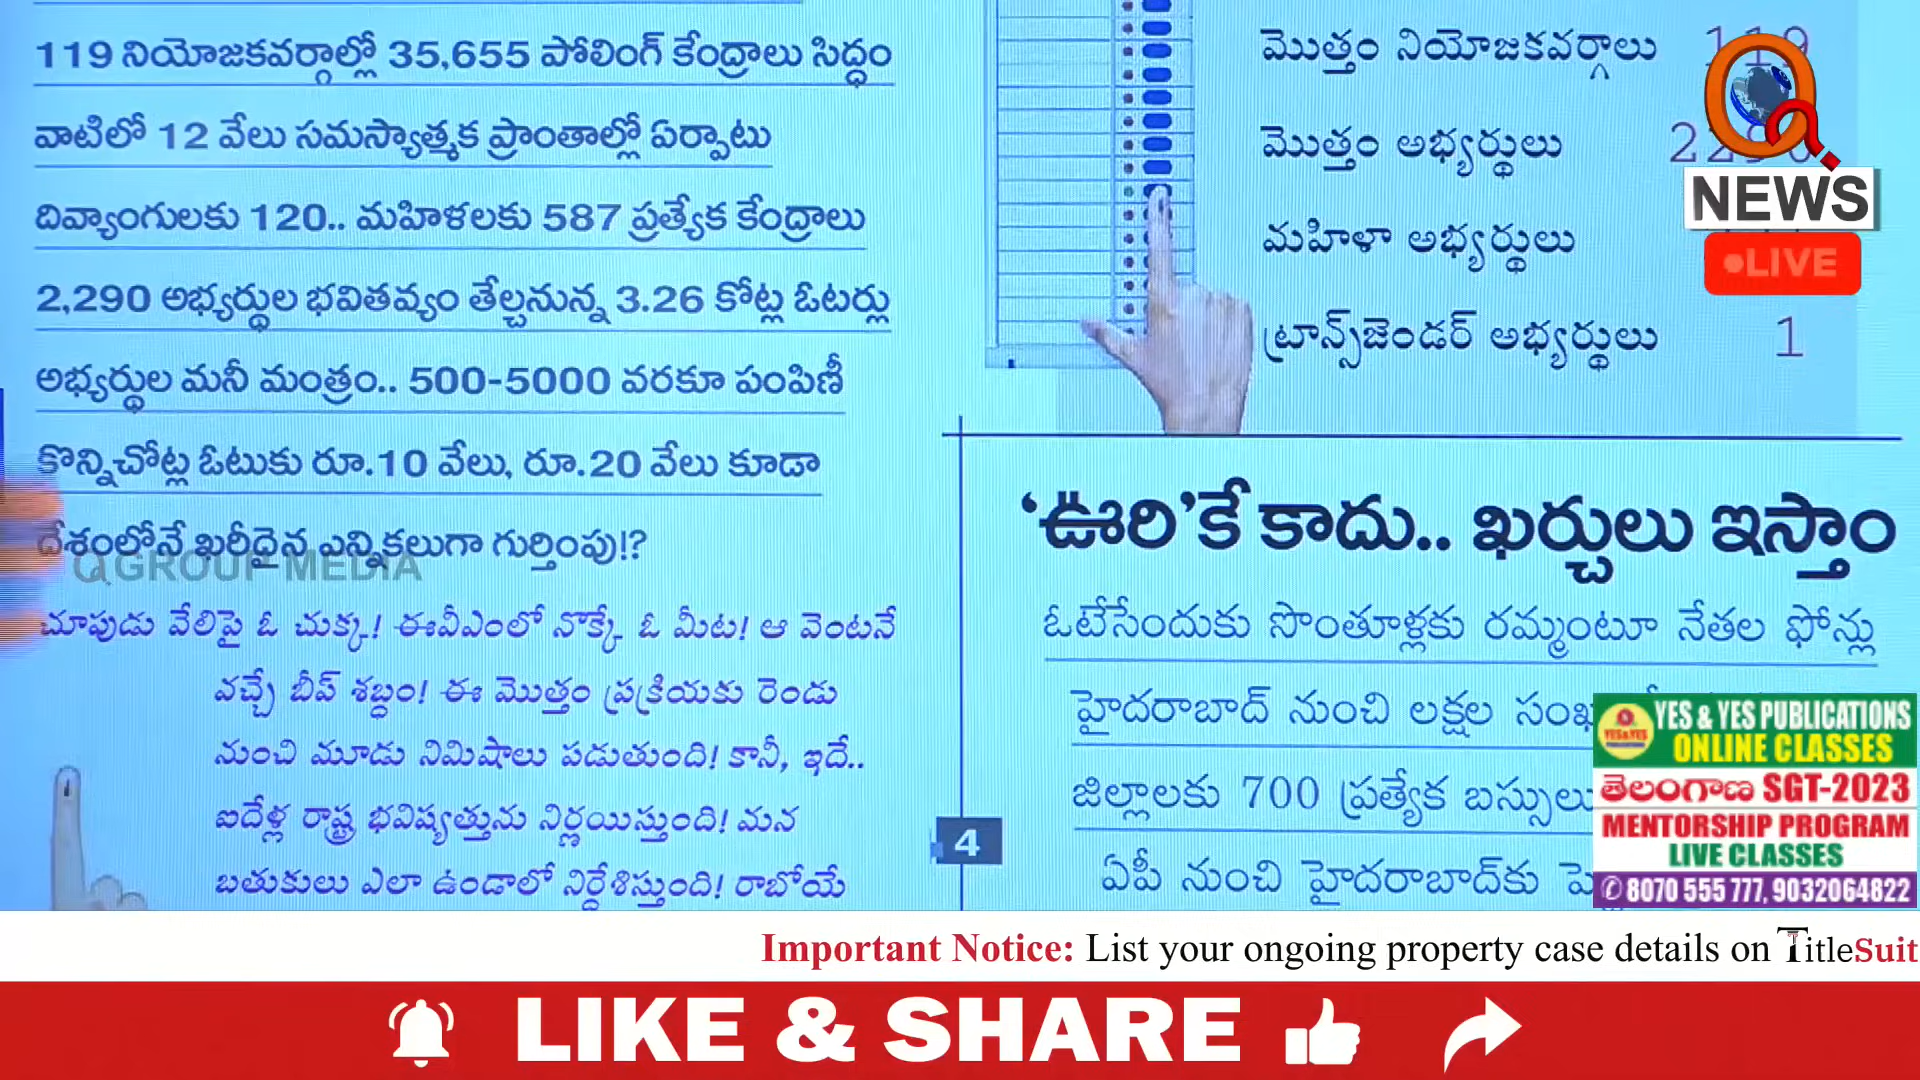 119 నియోజకవర్గాల్లో 35,655 పోలింగ్ కేంద్రాలు సిద్ధం
వాటిలో 12 వేలు సమస్యాత్మక ప్రాంతాల్లో ఏర్పాటు
దివ్యాంగులకు 120.. మహిళలకు 587 ప్రత్యేక కేంద్రాలు
2,290 అభ్యర్థుల భవితవ్యం తేల్చనున్న 3.26 కోట్ల ఓటర్లు
అభ్యర్థుల మనీ మంత్రం.. 500-5000 వరకూ పంపిణీ
కొన్నిచోట్ల ఓటుకు రూ.10 వేలు, రూ.20 వేలు కూడా
దేశంలోనే ఖరీదైన ఎన్నికలుగా గుర్తింపు!?
GROUP MEDIA
చూపుడు వేలిపై ఓ చుక్క! ఈవీఎంలో నొక్కే ఓ మీట! ఆ వెంటనే
వచ్చే బీప్ శబ్దం! ఈ మొత్తం ప్రక్రియకు రెండు
నుంచి మూడు నిమిషాలు పడుతుంది! కానీ, ఇదే..
ఐదేళ్ల రాష్ట్ర భవిష్యత్తును నిర్ణయిస్తుంది! మన
బతుకులు ఎలా ఉండాలో నిర్దేశిస్తుంది! రాబోయే
మొత్తం నియోజకవర్గాలు 119
మొత్తం అభ్యర్థులు
మహిళా అభ్యర్థులు
ట్రాన్స్‌జెండర్ అభ్యర్థులు 1
Q
NEWS
LIVE
‘ఊరి’కే కాదు.. ఖర్చులు ఇస్తాం
ఓటేసేందుకు సొంతూళ్లకు రమ్మంటూ నేతల ఫోన్లు
హైదరాబాద్ నుంచి లక్షల
జిల్లాలకు 700 ప్రత్యేక బస్సులు
ఏపీ నుంచి హైదరాబాద్‌కు
4
YES & YES PUBLICATIONS
ONLINE CLASSES
తెలంగాణ SGT-2023
MENTORSHIP PROGRAM
LIVE CLASSES
8070 555 777, 9032064822
Important Notice: List your ongoing property case details on TitleSuit
LIKE & SHARE